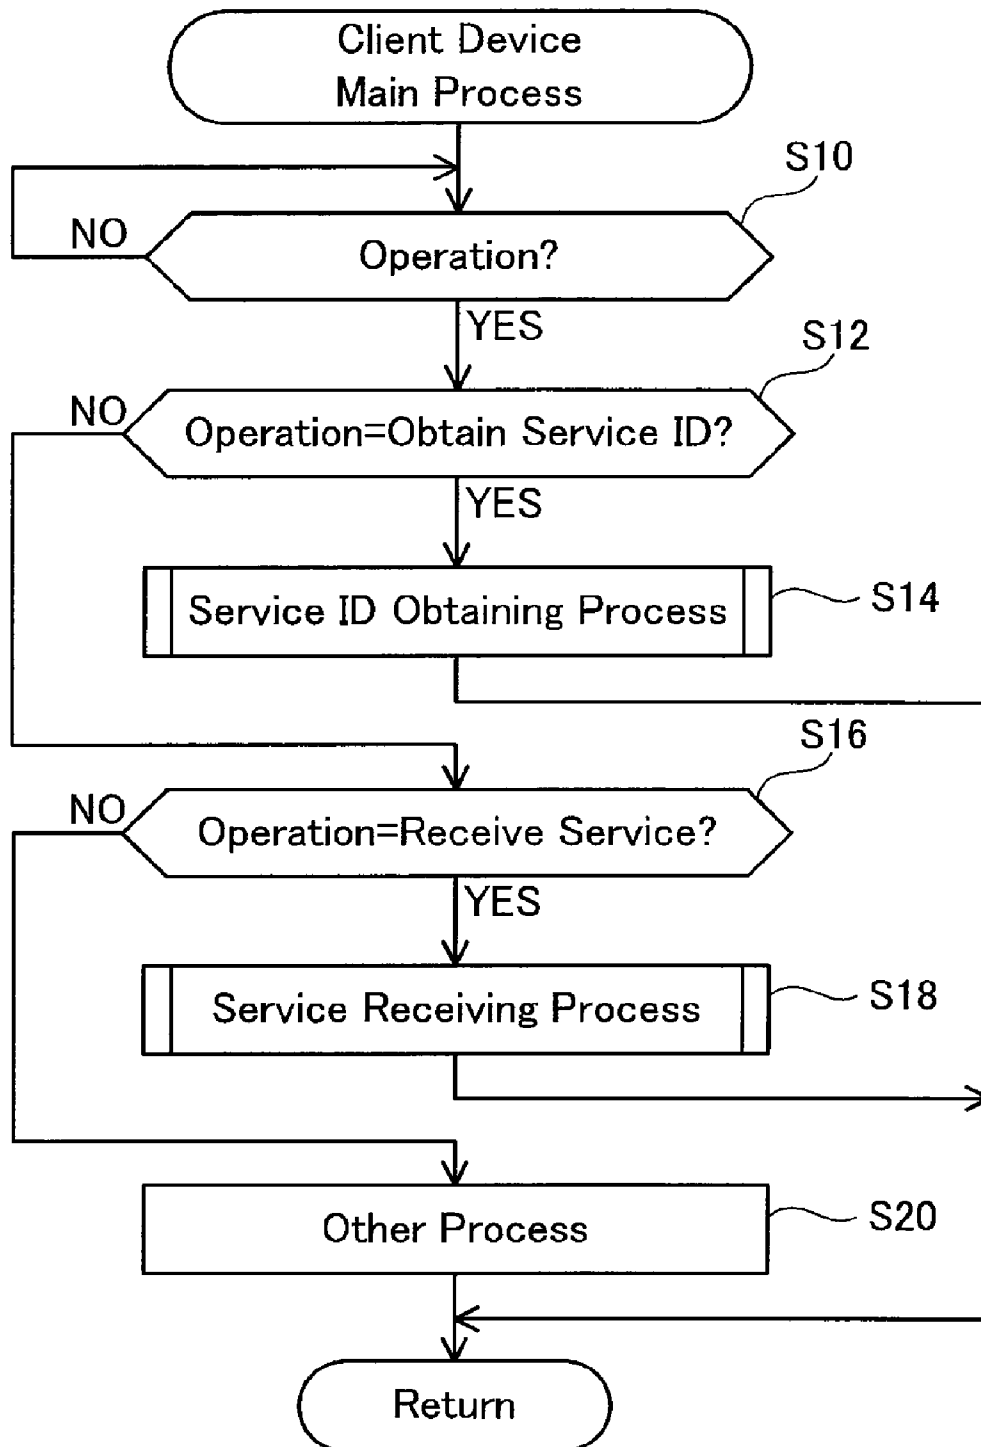 Client Device
Main Process
S10
NO
Operation?
YES
S12
NO
Operation=Obtain Service ID?
YES
Service ID Obtaining Process
S14
S16
NO
Operation=Receive Service?
YES
Service Receiving Process
S18
Other Process
S20
Return